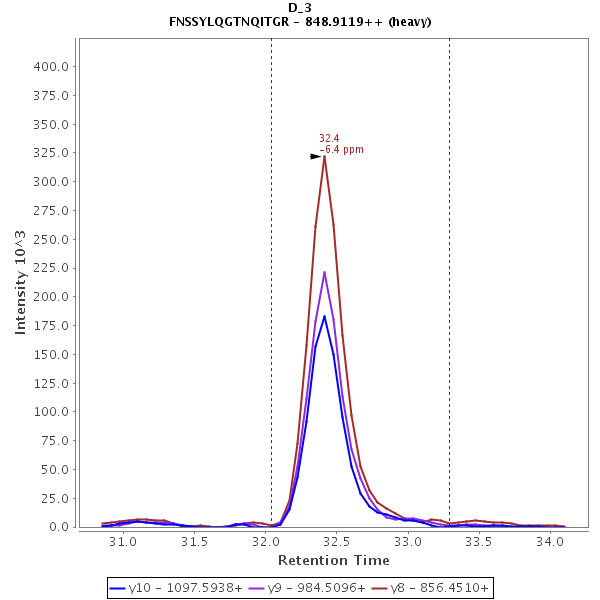 D_3
FNSSYLQGTNQITGR – 848.9119++ (heavy)
400.0
375.0
350.0
325.0
300.0
275.0
250.0
225.0
200.0
175.0
150.0
125.0
100.0
75.0
50.0
25.0
0.0
Intensity 10^3
32.4
−6.4 ppm
31.0 31.5 32.0 32.5 33.0 33.5 34.0
Retention Time
y10 – 1097.5938+ y9 – 984.5096+ y8 – 856.4510+